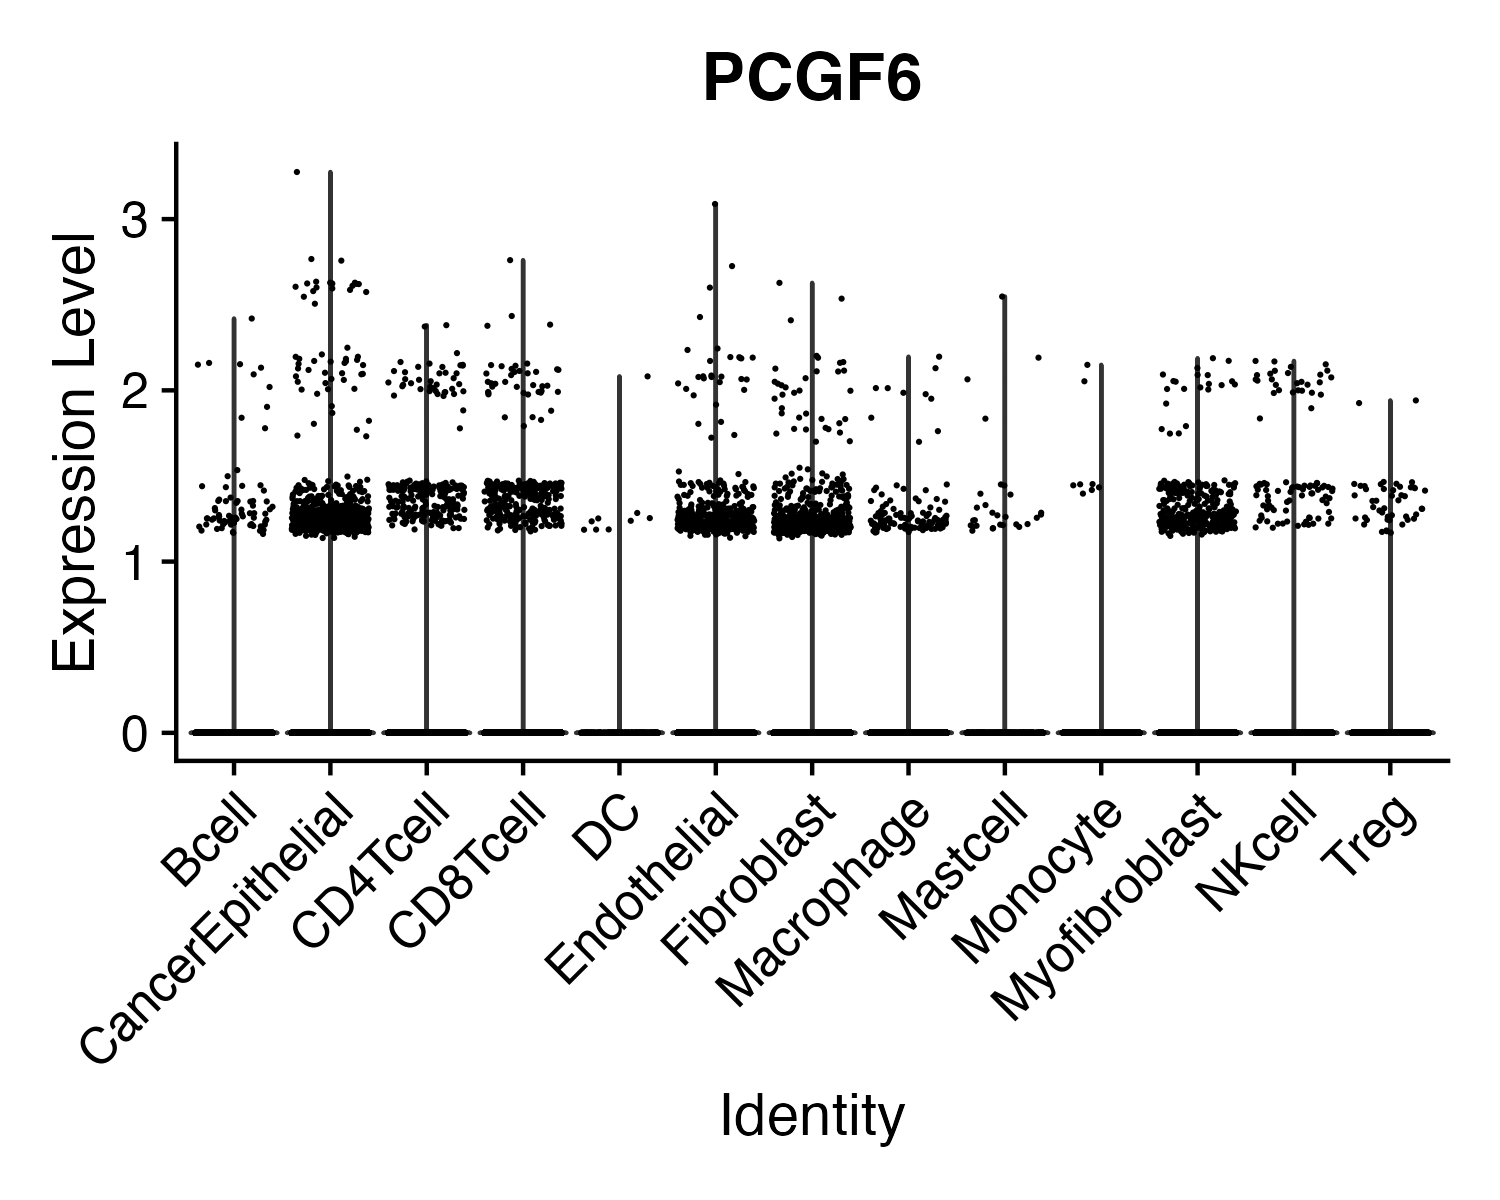 PCGF6
Expression Level
3
2
1
0
Bcell
CancerEpithelial
CD4Tcell
CD8Tcell
DC
Endothelial
Fibroblast
Macrophage
Mastcell
Monocyte
Myofibroblast
NKcell
Treg
Identity